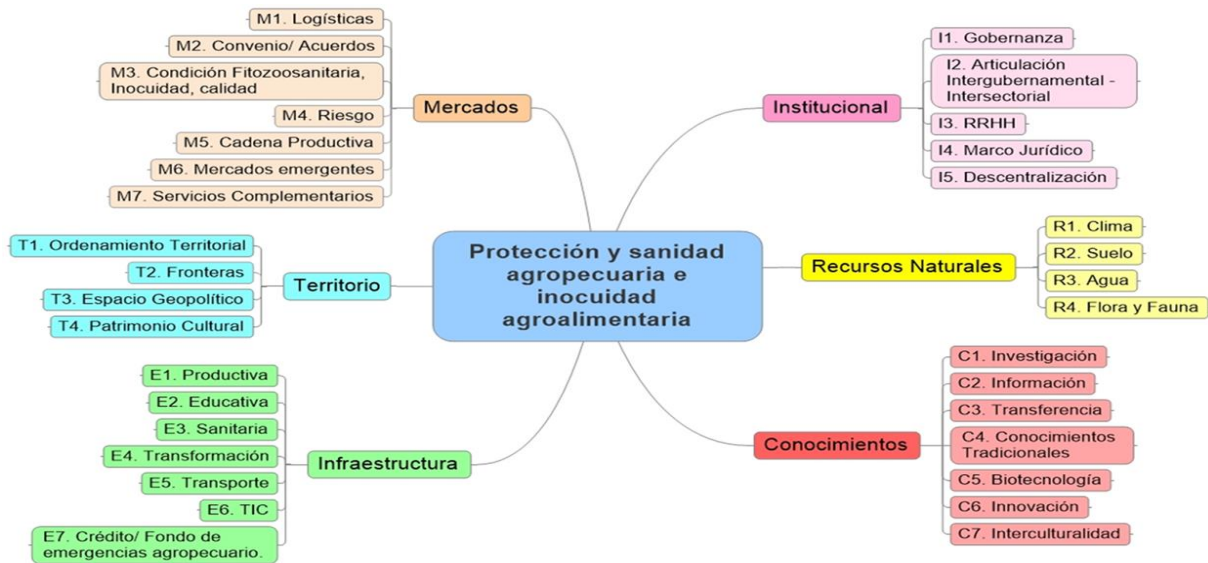 M1. Logísticas
M2. Convenio/ Acuerdos
M3. Condición Fitozoosanitaria,
Inocuidad, calidad
M4. Riesgo
M5. Cadena Productiva
M6. Mercados emergentes
M7. Servicios Complementarios
Mercados
T1. Ordenamiento Territorial
T2. Fronteras
T3. Espacio Geopolítico
T4. Patrimonio Cultural
Territorio
E1. Productiva
E2. Educativa
E3. Sanitaria
E4. Transformación
E5. Transporte
E6. TIC
E7. Crédito/ Fondo de
emergencias agropecuario.
Infraestructura
Protección y sanidad
agropecuaria e
inocuidad
agroalimentaria
Institucional
I1. Gobernanza
I2. Articulación
Intergubernamental -
Intersectorial
I3. RRHH
I4. Marco Jurídico
I5. Descentralización
Recursos Naturales
R1. Clima
R2. Suelo
R3. Agua
R4. Flora y Fauna
Conocimientos
C1. Investigación
C2. Información
C3. Transferencia
C4. Conocimientos
Tradicionales
C5. Biotecnología
C6. Innovación
C7. Interculturalidad